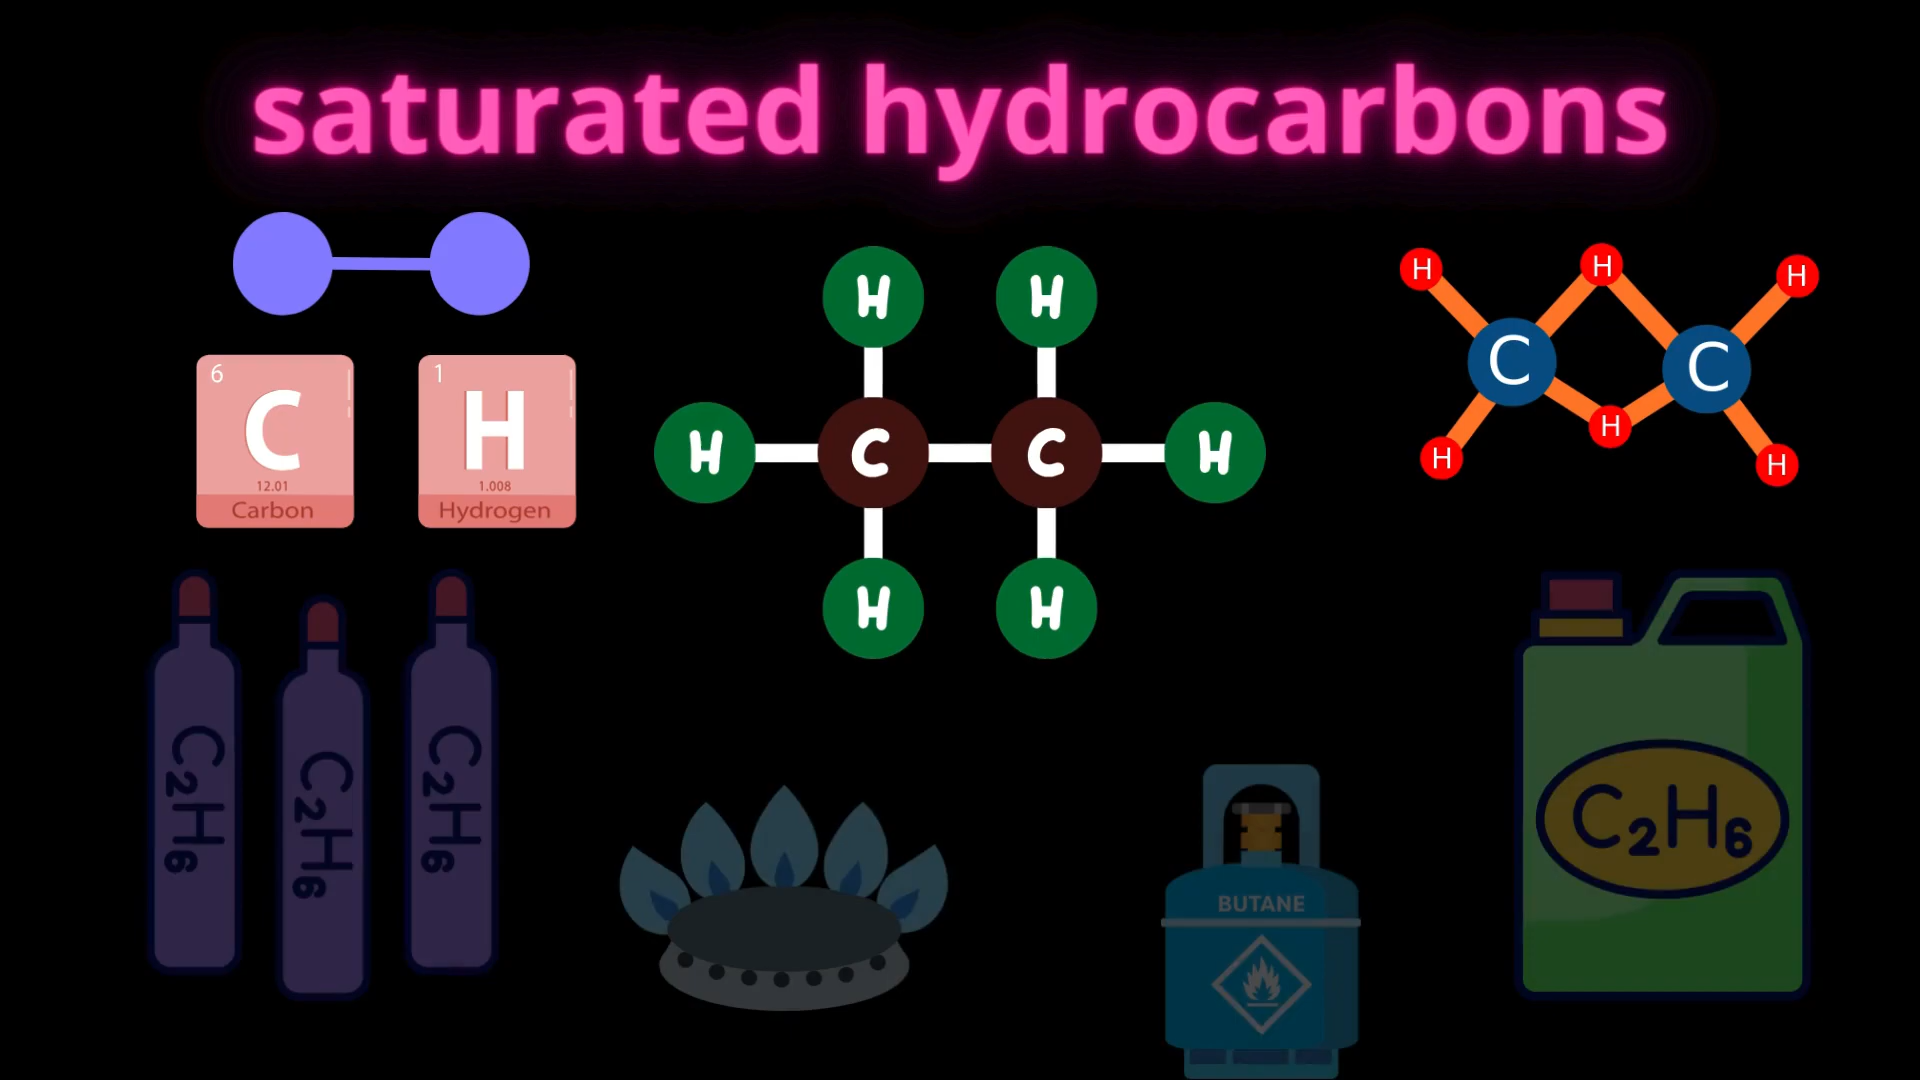 saturated hydrocarbons
6
C
12.01
Carbon
1
H
1.008
Hydrogen
H H
H C C H
H H
H H H
C C
H H H
C2H6
C2H6
C2H6
BUTANE
C2H6